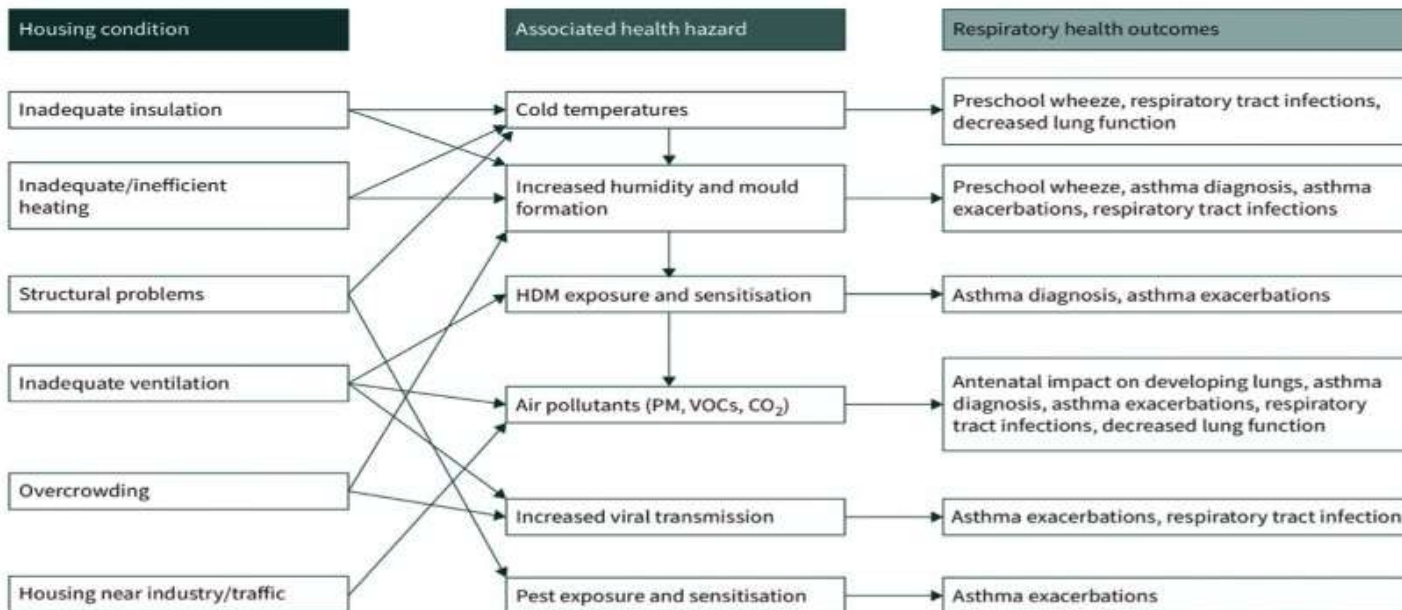 Housing condition
Associated health hazard
Respiratory health outcomes
Inadequate insulation
Cold temperatures
Preschool wheeze, respiratory tract infections,
decreased lung function
Inadequate/inefficient
heating
Increased humidity and mould
formation
Preschool wheeze, asthma diagnosis, asthma
exacerbations, respiratory tract infections
Structural problems
HDM exposure and sensitisation
Asthma diagnosis, asthma exacerbations
Inadequate ventilation
Air pollutants (PM, VOCs, CO₂)
Antenatal impact on developing lungs, asthma
diagnosis, asthma exacerbations, respiratory
tract infections, decreased lung function
Overcrowding
Increased viral transmission
Asthma exacerbations, respiratory tract infection
Housing near industry/traffic
Pest exposure and sensitisation
Asthma exacerbations